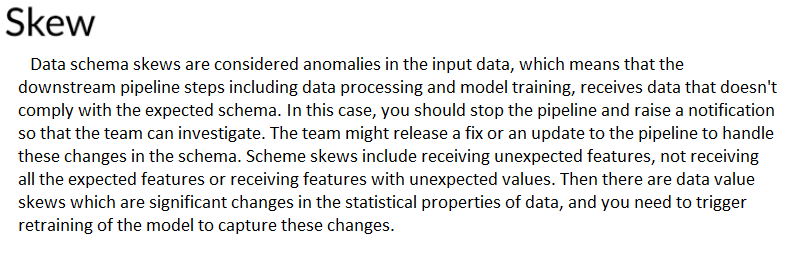 Skew
Data schema skews are considered anomalies in the input data, which means that the
downstream pipeline steps including data processing and model training, receives data that doesn't
comply with the expected schema. In this case, you should stop the pipeline and raise a notification
so that the team can investigate. The team might release a fix or an update to the pipeline to handle
these changes in the schema. Scheme skews include receiving unexpected features, not receiving
all the expected features or receiving features with unexpected values. Then there are data value
skews which are significant changes in the statistical properties of data, and you need to trigger
retraining of the model to capture these changes.